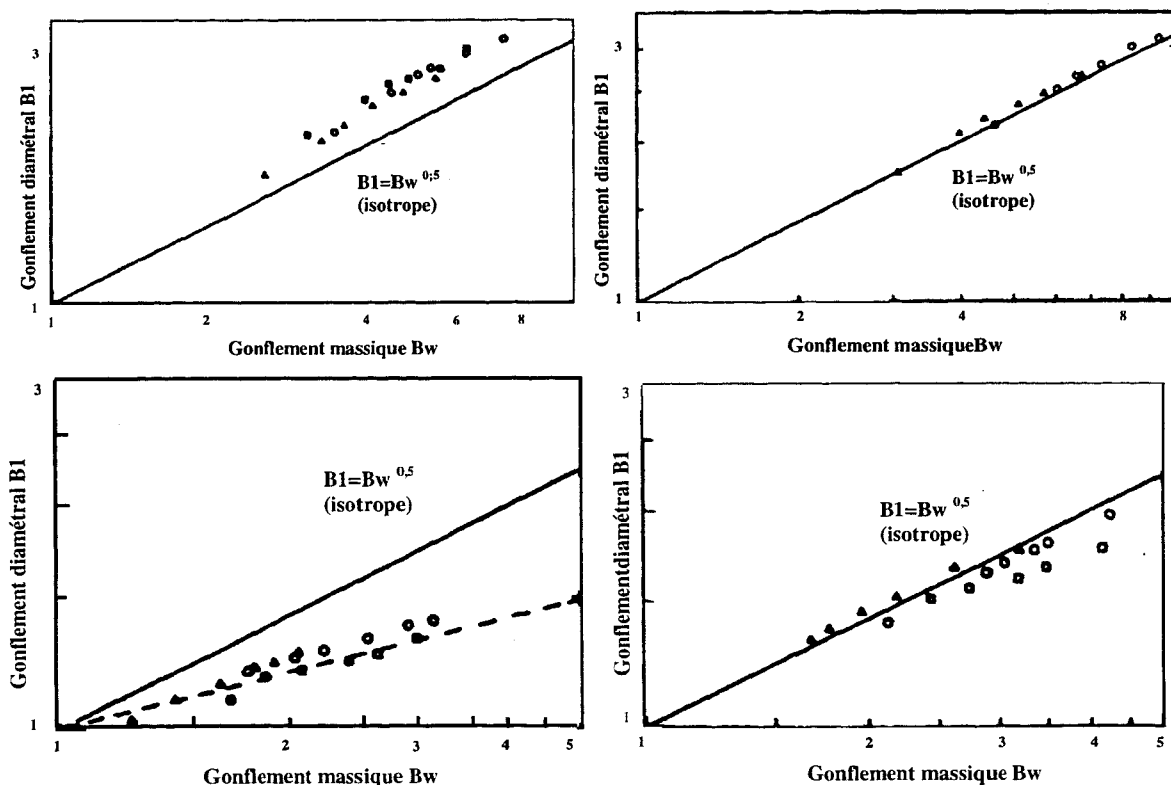 3
Gonflement diamétral B1
B1=Bw 0;5
(isotrope)
1
1 2 4 6 8
Gonflement massique Bw
3
Gonflement diamétral B1
B1=Bw 0,5
(isotrope)
1
1 2 4 8
Gonflement massiqueBw
3
Gonflement diamétral B1
B1=Bw 0,5
(isotrope)
1
1 2 3 4 5
Gonflement massique Bw
3
Gonflementdiamétral B1
B1=Bw 0,5
(isotrope)
1
1 2 3 4 5
Gonflement massique Bw